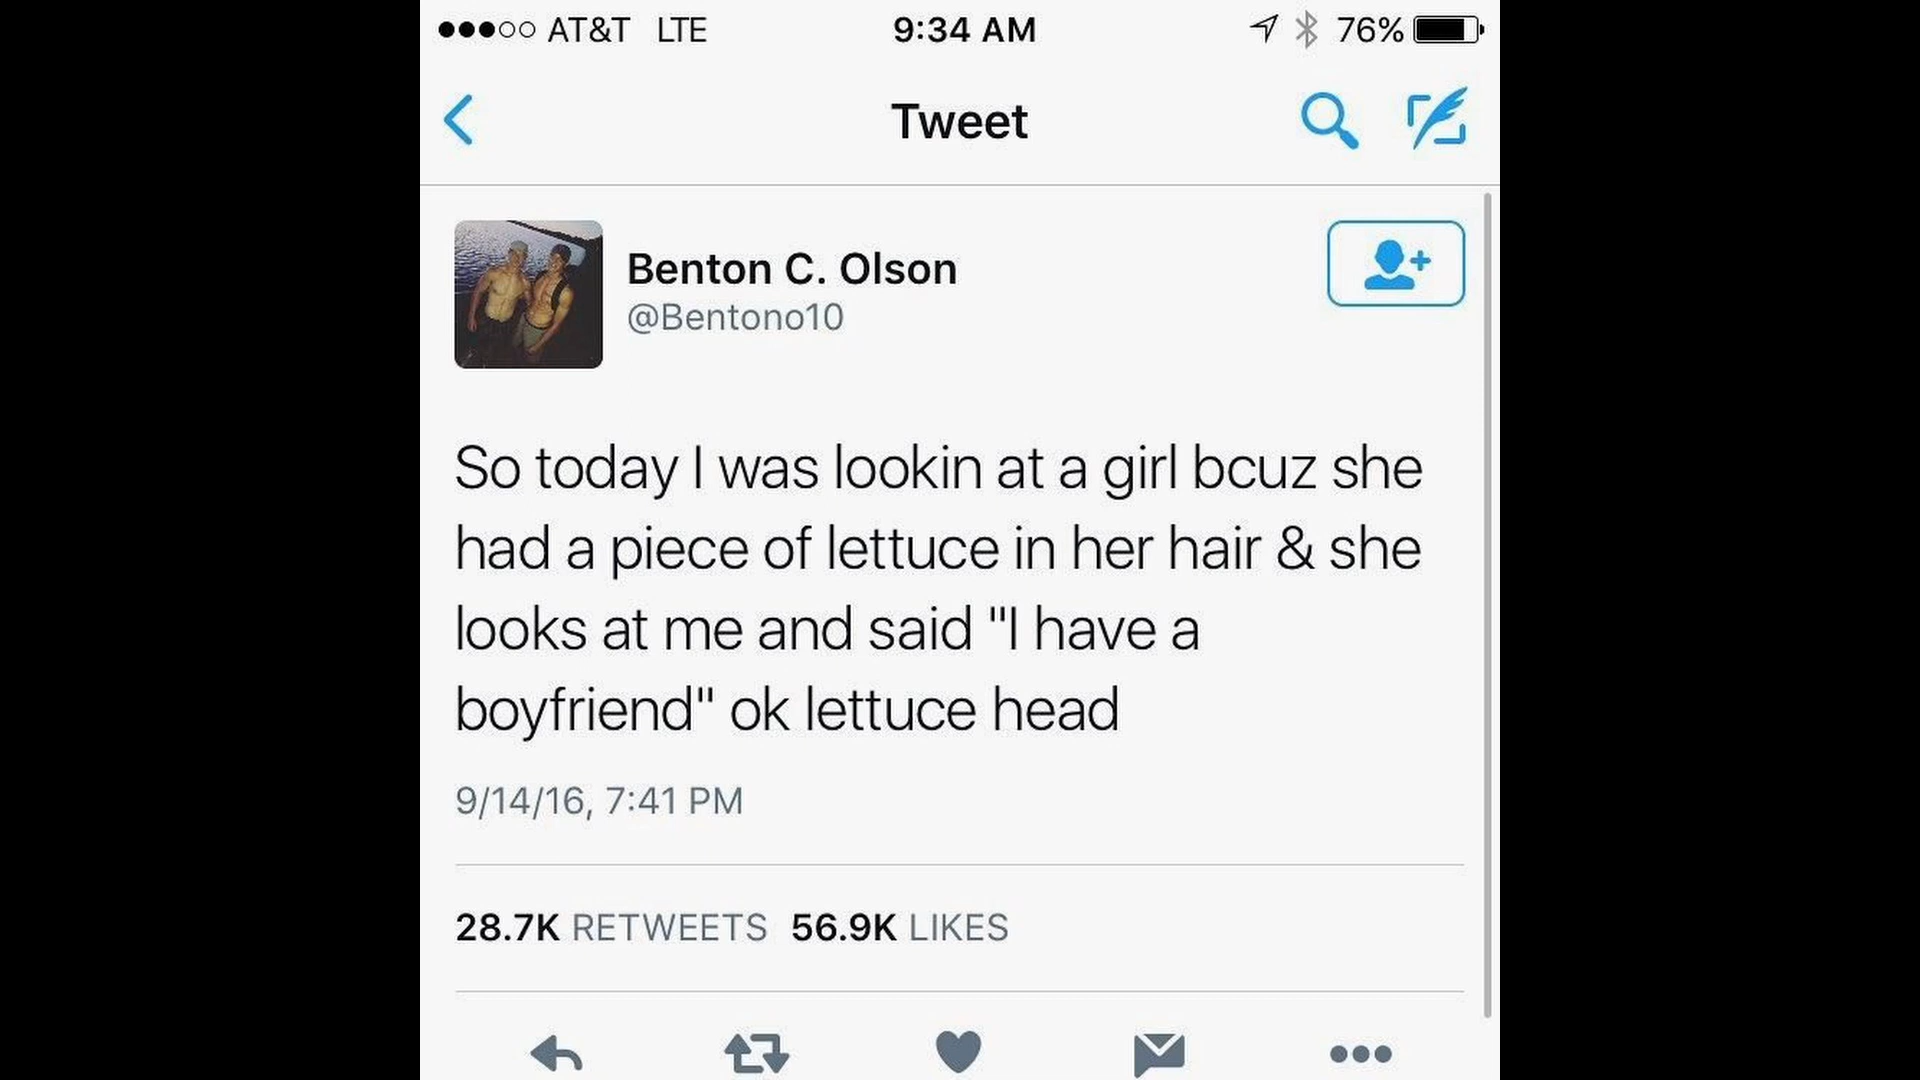 AT&T LTE 9:34 AM 76%
Tweet
Benton C. Olson
@Bentono10
So today I was lookin at a girl bcuz she
had a piece of lettuce in her hair & she
looks at me and said "I have a
boyfriend" ok lettuce head
9/14/16, 7:41 PM
28.7K RETWEETS 56.9K LIKES